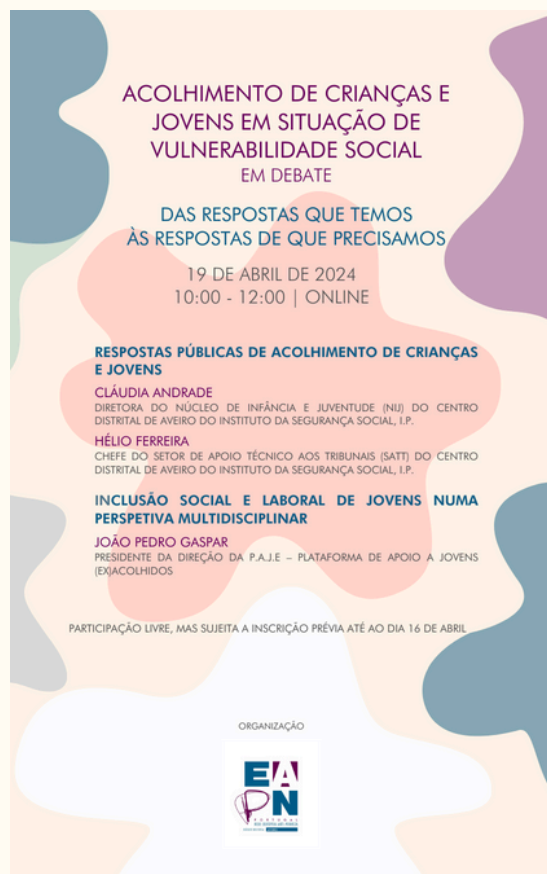 ACOLHIMENTO DE CRIANÇAS E
JOVENS EM SITUAÇÃO DE
VULNERABILIDADE SOCIAL
EM DEBATE
DAS RESPOSTAS QUE TEMOS
ÀS RESPOSTAS DE QUE PRECISAMOS
19 DE ABRIL DE 2024
10:00 - 12:00 | ONLINE
RESPOSTAS PÚBLICAS DE ACOLHIMENTO DE CRIANÇAS
E JOVENS
CLÁUDIA ANDRADE
DIRETORA DO NÚCLEO DE INFÂNCIA E JUVENTUDE (NIJ) DO CENTRO
DISTRITAL DE AVEIRO DO INSTITUTO DA SEGURANÇA SOCIAL, I.P.
HÉLIO FERREIRA
CHEFE DO SETOR DE APOIO TÉCNICO AOS TRIBUNAIS (SATT) DO CENTRO
DISTRITAL DE AVEIRO DO INSTITUTO DA SEGURANÇA SOCIAL, I.P.
INCLUSÃO SOCIAL E LABORAL DE JOVENS NUMA
PERSPETIVA MULTIDISCIPLINAR
JOÃO PEDRO GASPAR
PRESIDENTE DA DIREÇÃO DA P.A.J.E – PLATAFORMA DE APOIO A JOVENS
(EX)ACOLHIDOS
PARTICIPAÇÃO LIVRE, MAS SUJEITA A INSCRIÇÃO PRÉVIA ATÉ AO DIA 16 DE ABRIL
ORGANIZAÇÃO
EA
PN
PORTUGAL